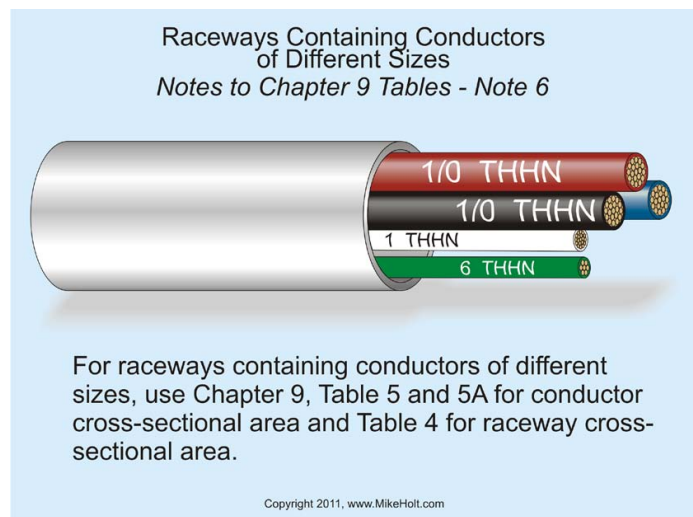 Raceways Containing Conductors
of Different Sizes
Notes to Chapter 9 Tables - Note 6
1/0 THHN
1/0 THHN
1 THHN
6 THHN
For raceways containing conductors of different
sizes, use Chapter 9, Table 5 and 5A for conductor
cross-sectional area and Table 4 for raceway cross-
sectional area.
Copyright 2011, www.MikeHolt.com